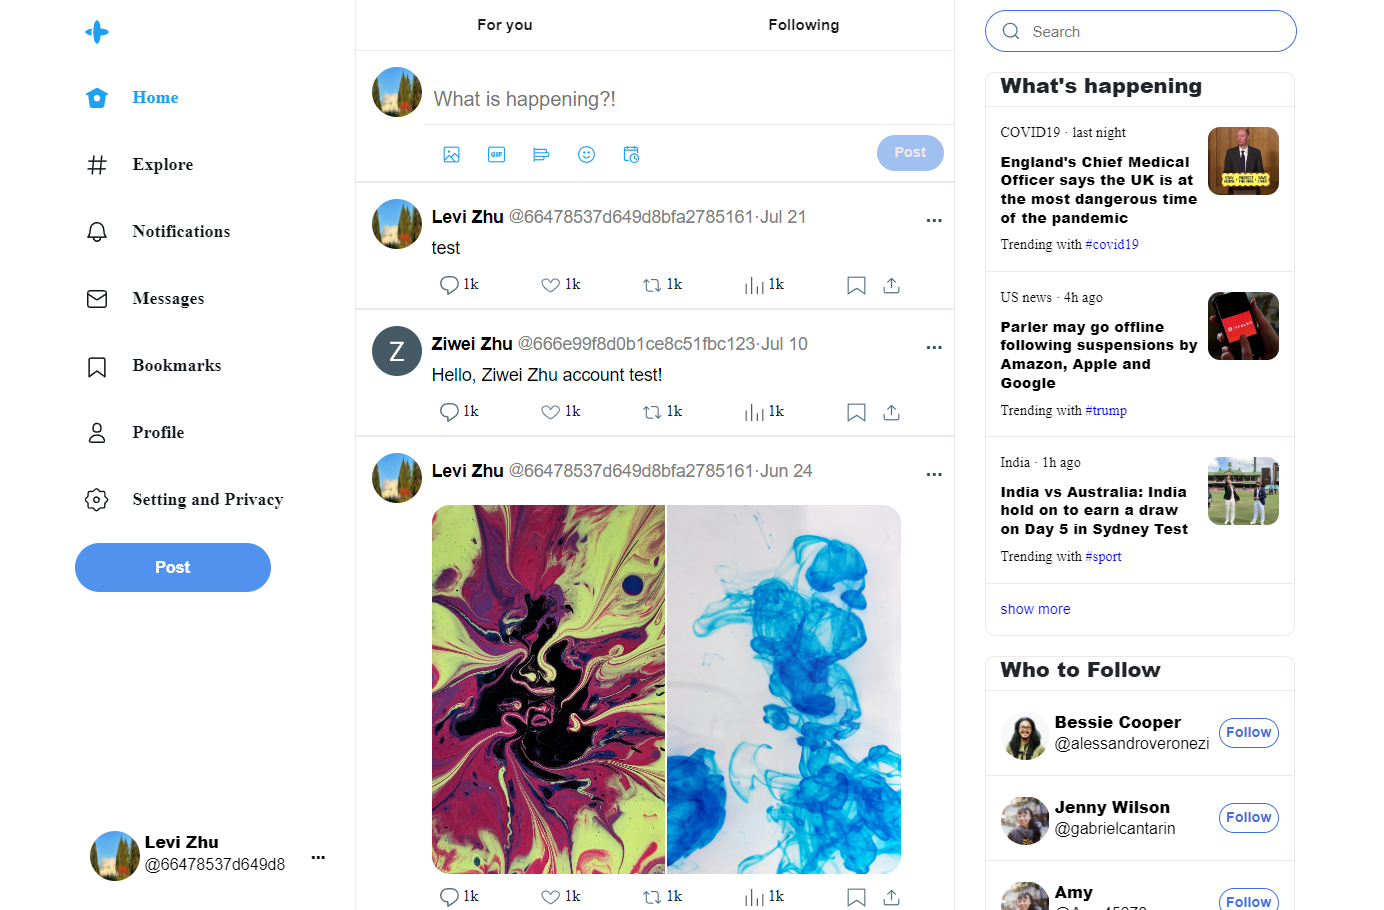 Home
Explore
Notifications
Messages
Bookmarks
Profile
Setting and Privacy
Post
Levi Zhu
@66478537d649d8
...
For you
Following
What is happening?!
GIF
Post
Levi Zhu @66478537d649d8bfa2785161·Jul 21
...
test
1k 1k 1k 1k
Z
Ziwei Zhu @666e99f8d0b1ce8c51fbc123·Jul 10
...
Hello, Ziwei Zhu account test!
1k 1k 1k 1k
Levi Zhu @66478537d649d8bfa2785161·Jun 24
...
1k 1k 1k 1k
Search
What's happening
COVID19 · last night
England's Chief Medical
Officer says the UK is at
the most dangerous time
of the pandemic
Trending with #covid19
US news · 4h ago
Parler may go offline
following suspensions by
Amazon, Apple and
Google
Trending with #trump
India · 1h ago
India vs Australia: India
hold on to earn a draw
on Day 5 in Sydney Test
Trending with #sport
show more
Who to Follow
Bessie Cooper
@alessandroveronezi
Follow
Jenny Wilson
@gabrielcantarin
Follow
Amy
Follow